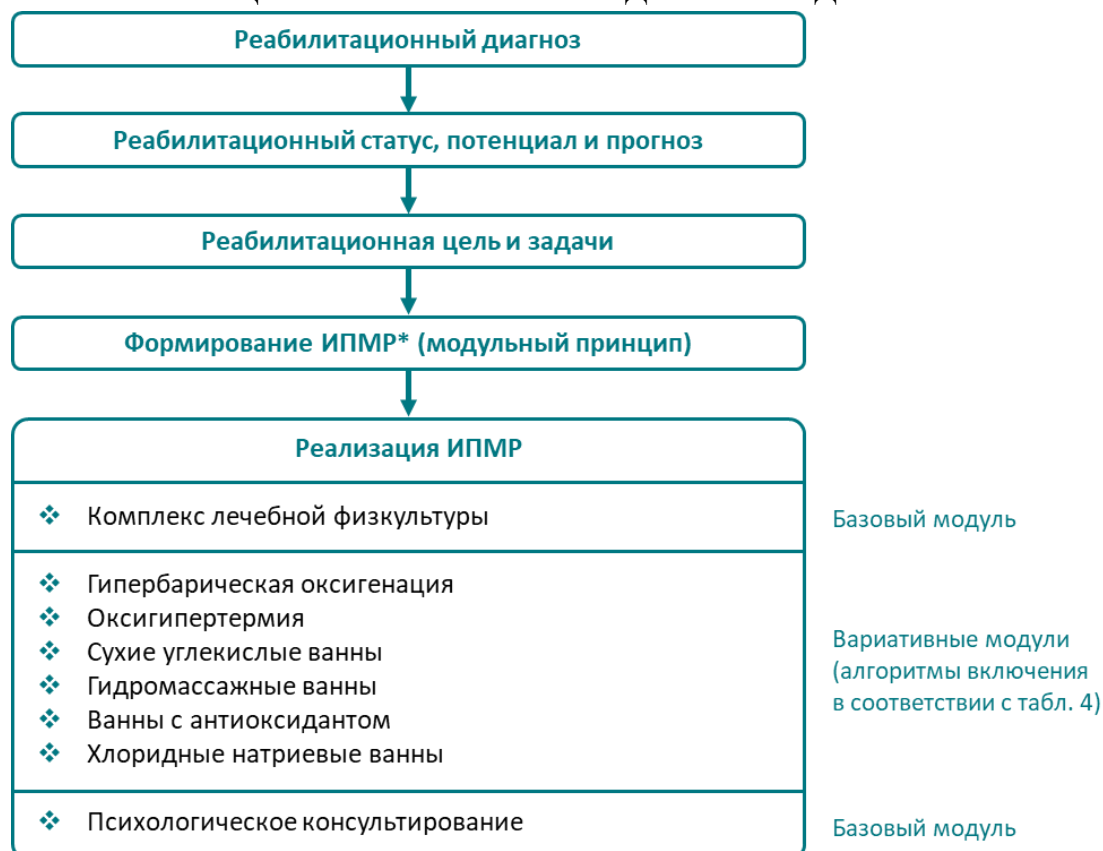 Реабилитационный диагноз
Реабилитационный статус, потенциал и прогноз
Реабилитационная цель и задачи
Формирование ИПМР* (модульный принцип)
Реализация ИПМР
❖ Комплекс лечебной физкультуры
Базовый модуль
❖ Гипербарическая оксигенация
❖ Оксигипертермия
❖ Сухие углекислые ванны
❖ Гидромассажные ванны
❖ Ванны с антиоксидантом
❖ Хлоридные натриевые ванны
Вариативные модули
(алгоритмы включения
в соответствии с табл. 4)
❖ Психологическое консультирование
Базовый модуль